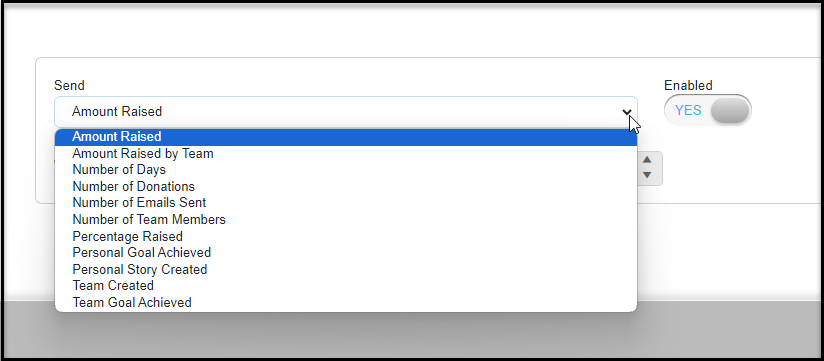 Send
Enabled
Amount Raised
YES
Amount Raised
Amount Raised by Team
Number of Days
Number of Donations
Number of Emails Sent
Number of Team Members
Percentage Raised
Personal Goal Achieved
Personal Story Created
Team Created
Team Goal Achieved